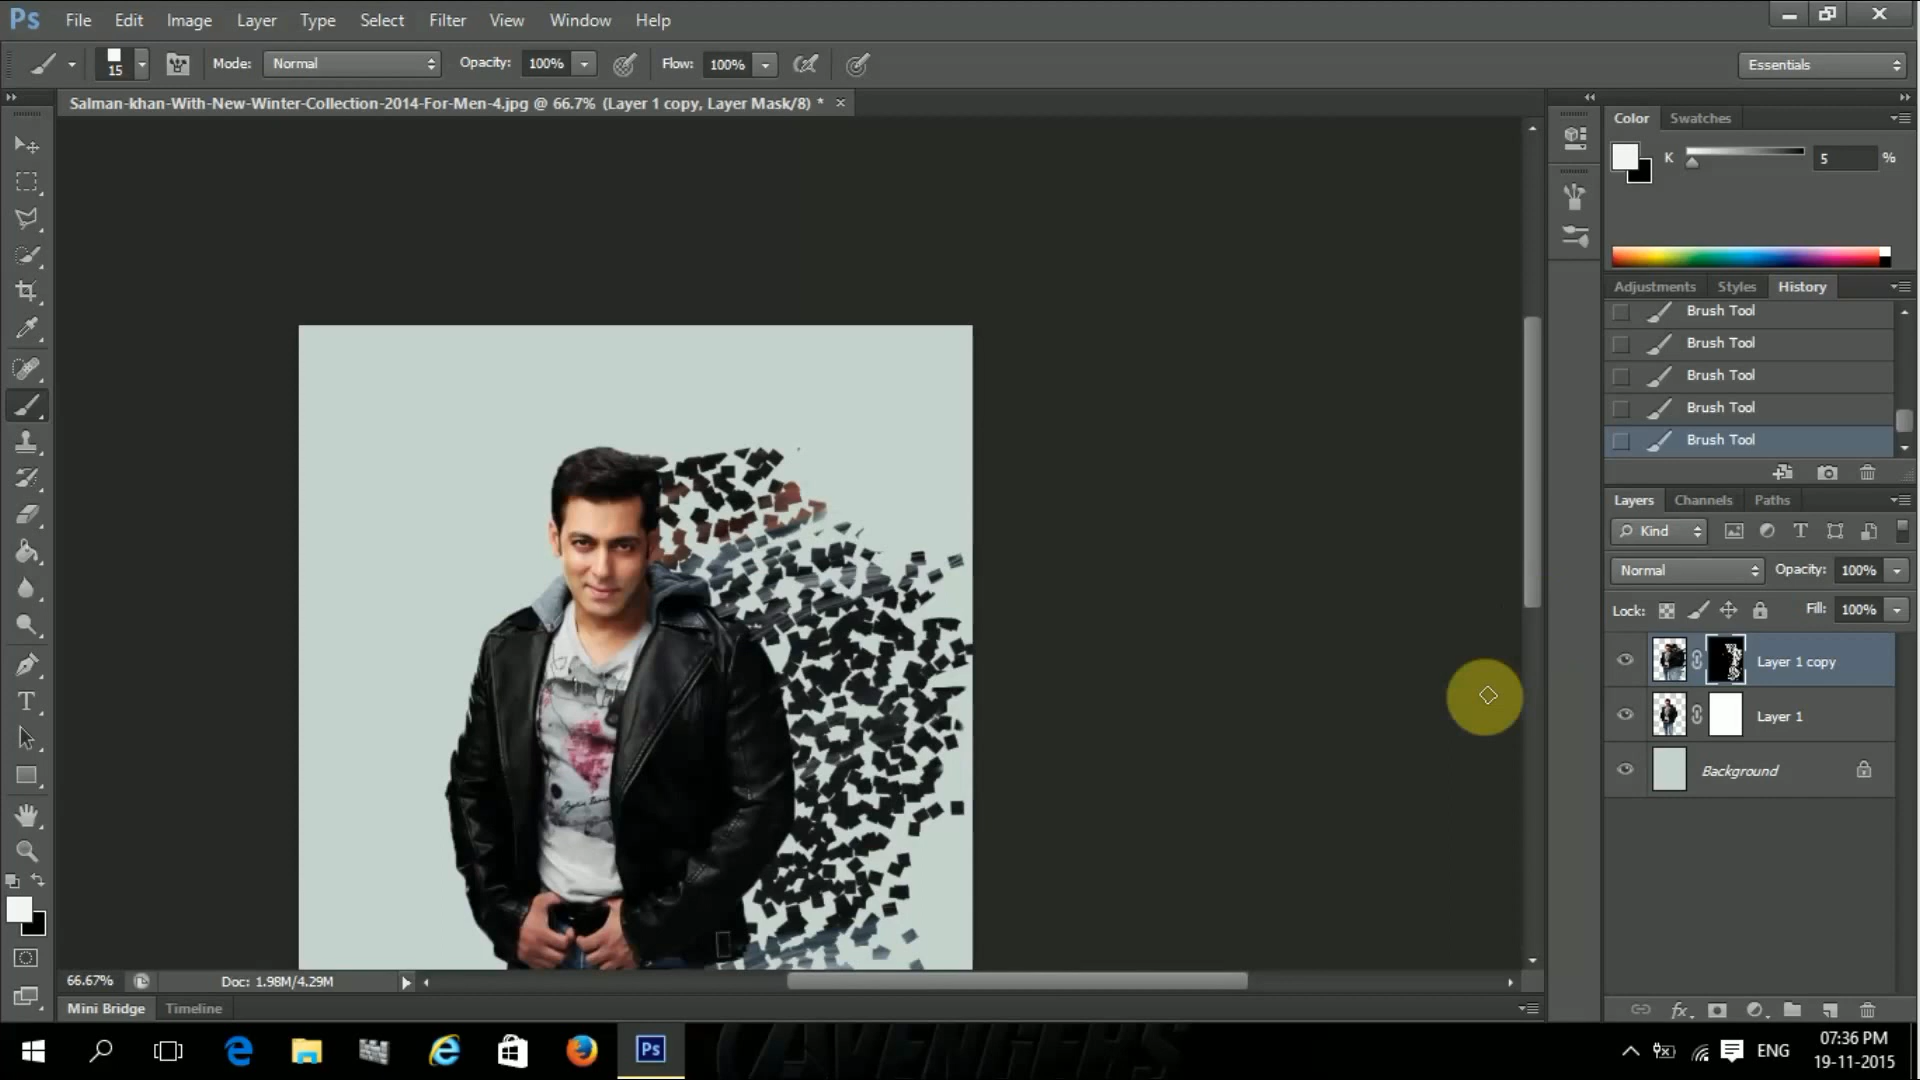 Ps File Edit Image Layer Type Select Filter View Window Help
15 Mode: Normal Opacity: 100% Flow: 100% Essentials
Salman-khan-With-New-Winter-Collection-2014-For-Men-4.jpg @ 66.7% (Layer 1 copy, Layer Mask/8) *
Color Swatches
K 5 %
Adjustments Styles History
Brush Tool
Brush Tool
Brush Tool
Brush Tool
Brush Tool
Layers Channels Paths
Kind
Normal Opacity: 100%
Lock: Fill: 100%
Layer 1 copy
Layer 1
Background
66.67% Doc: 1.98M/4.29M
Mini Bridge Timeline
AVENGERS
Ps
ENG
07:36 PM
19-11-2015